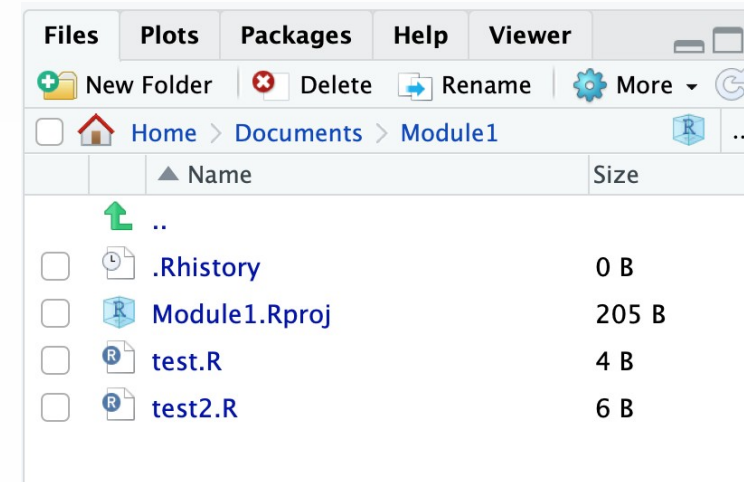 Files Plots Packages Help Viewer
New Folder Delete Rename More
Home Documents Module1 ..
Name Size
..
.Rhistory 0 B
Module1.Rproj 205 B
test.R 4 B
test2.R 6 B